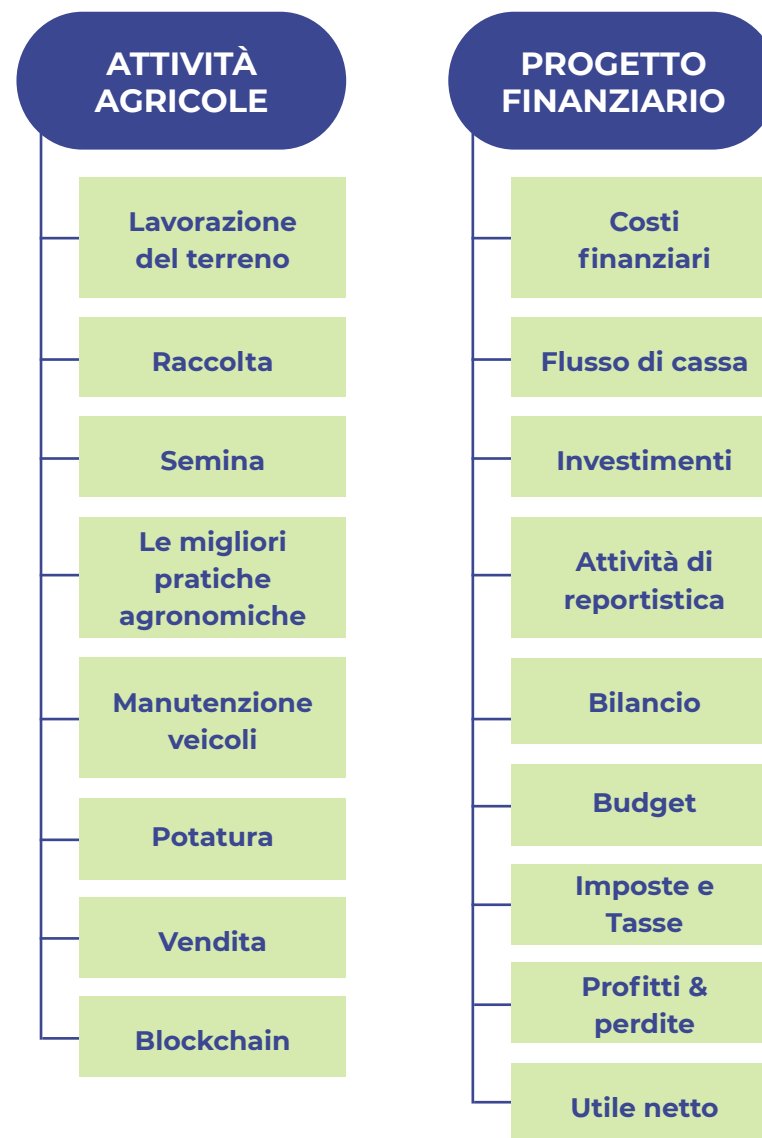 ATTIVITÀ
AGRICOLE
Lavorazione
del terreno
Raccolta
Semina
Le migliori
pratiche
agronomiche
Manutenzione
veicoli
Potatura
Vendita
Blockchain
PROGETTO
FINANZIARIO
Costi
finanziari
Flusso di cassa
Investimenti
Attività di
reportistica
Bilancio
Budget
Imposte e
Tasse
Profitti &
perdite
Utile netto